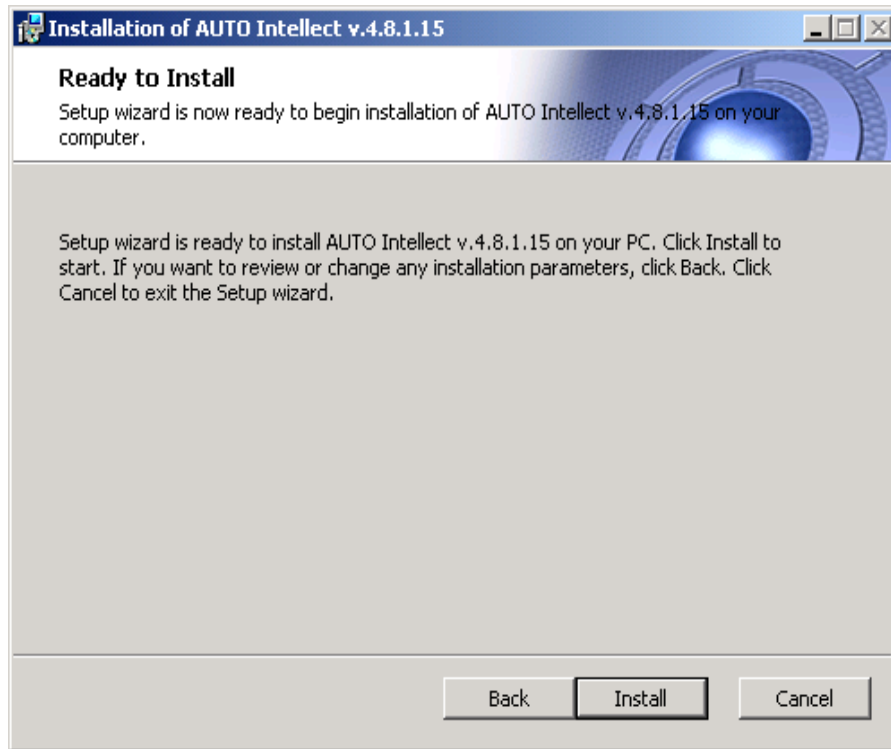 Installation of AUTO Intellect v.4.8.1.15
Ready to Install
Setup wizard is now ready to begin installation of AUTO Intellect v.4.8.1.15 on your
computer.
Setup wizard is ready to install AUTO Intellect v.4.8.1.15 on your PC. Click Install to
start. If you want to review or change any installation parameters, click Back. Click
Cancel to exit the Setup wizard.
Back
Install
Cancel